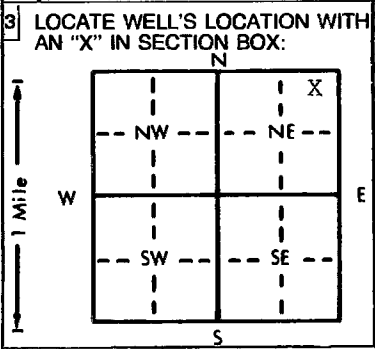 3 LOCATE WELL'S LOCATION WITH
AN "X" IN SECTION BOX:
N
X
NW NE
W E
1 Mile
SW SE
S